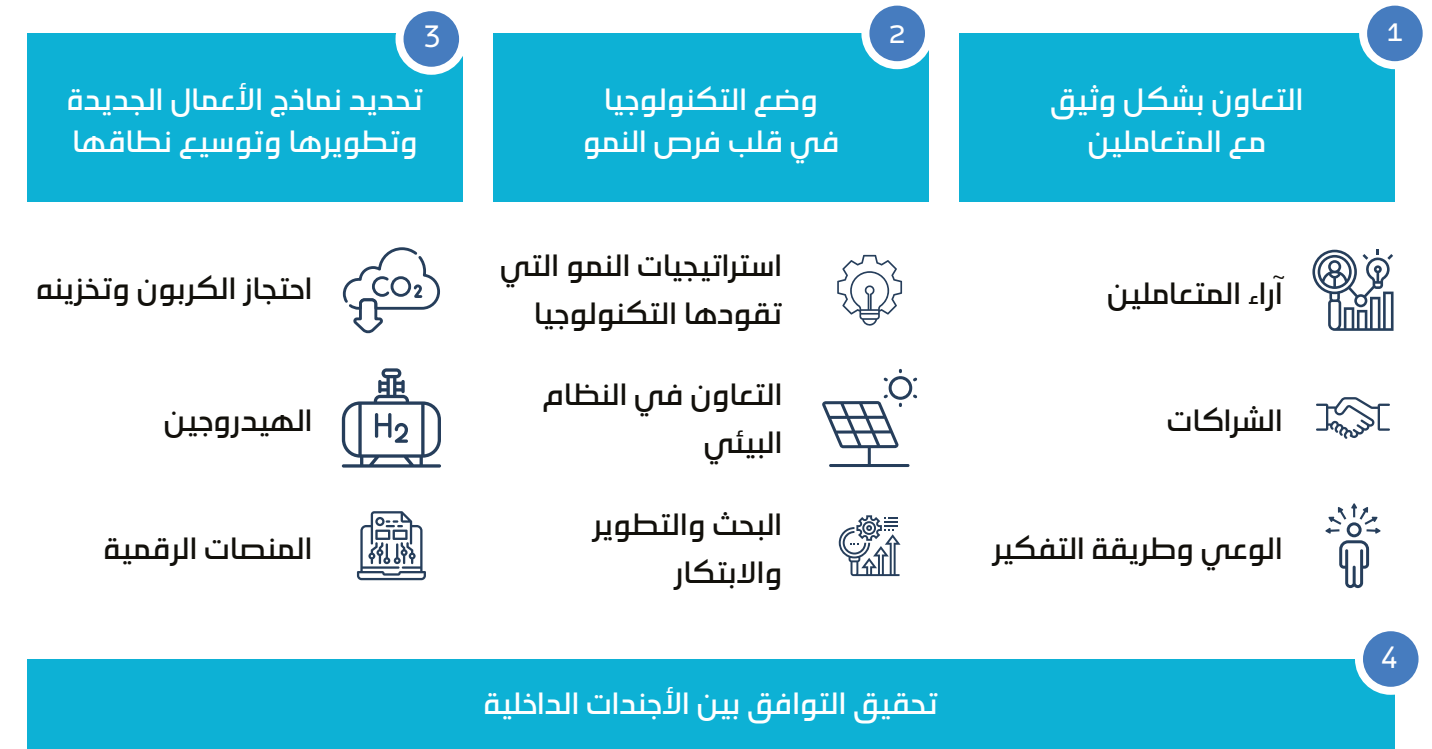 1
التعاون بشكل وثيق
مع المتعاملين
آراء المتعاملين
الشراكات
الوعي وطريقة التفكير
2
وضع التكنولوجيا
في قلب فرص النمو
استراتيجيات النمو التي
تقودها التكنولوجيا
التعاون في النظام
البيئي
البحث والتطوير
والابتكار
3
تحديد نماذج الأعمال الجديدة
وتطويرها وتوسيع نطاقها
CO₂
احتجاز الكربون وتخزينه
H₂
الهيدروجين
المنصات الرقمية
4
تحقيق التوافق بين الأجندات الداخلية